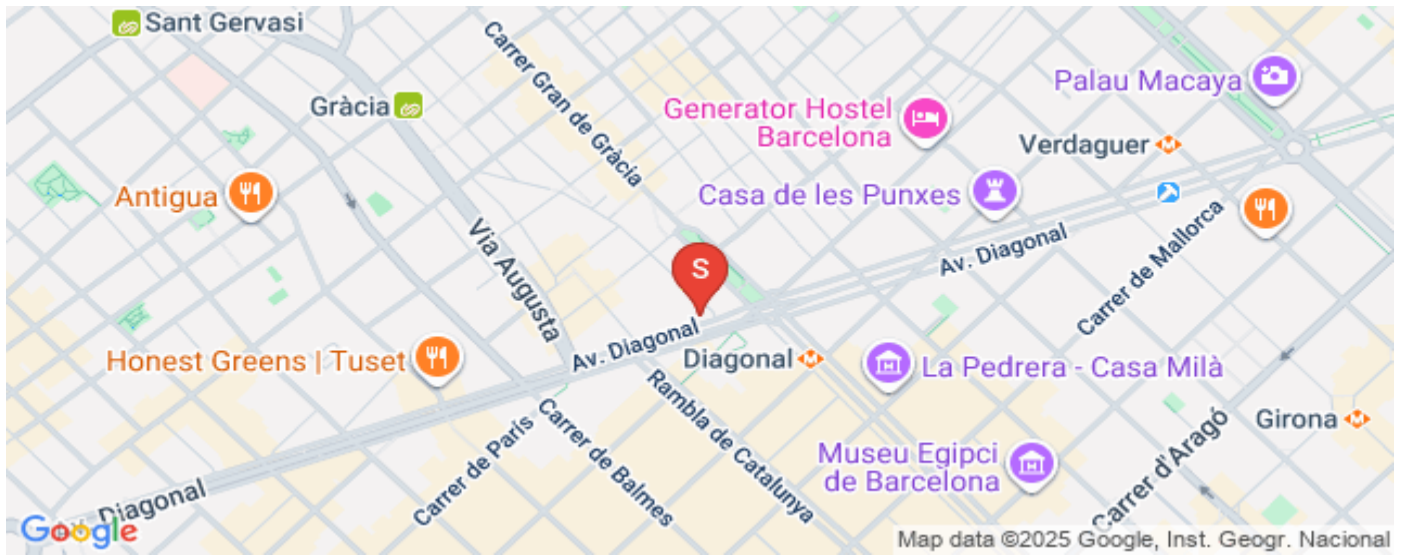 Sant Gervasi
Carrer Gran de Gràcia
Palau Macaya
Gràcia
Generator Hostel
Barcelona
Verdaguer
Antigua
Casa de les Punxes
Carrer de Mallorca
Via Augusta
Av. Diagonal
S
Av. Diagonal
Honest Greens | Tuset
Diagonal
La Pedrera - Casa Milà
Rambla de Catalunya
Carrer de París
Carrer de Balmes
Girona
Museu Egipci
de Barcelona
Carrer d'Aragó
Diagonal
Google
Map data ©2025 Google, Inst. Geogr. Nacional